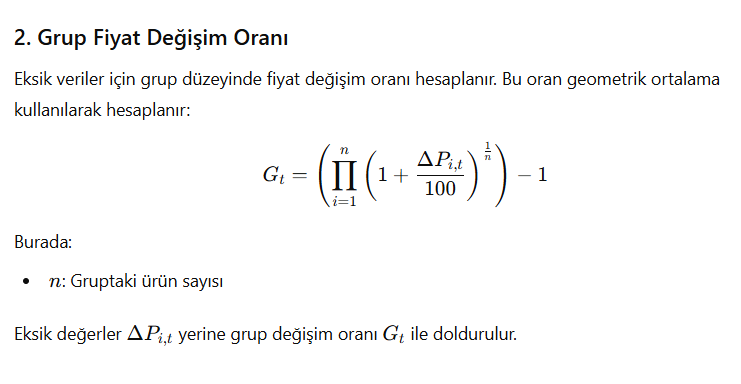 2. Grup Fiyat Değişim Oranı
Eksik veriler için grup düzeyinde fiyat değişim oranı hesaplanır. Bu oran geometrik ortalama
kullanılarak hesaplanır:
G_t = \left( \prod_{i=1}^{n} \left( 1 + \frac{\Delta P_{i,t}}{100} \right)^{\frac{1}{n}} \right) - 1
Burada:
• n: Gruptaki ürün sayısı
Eksik değerler ΔP_{i,t} yerine grup değişim oranı G_t ile doldurulur.